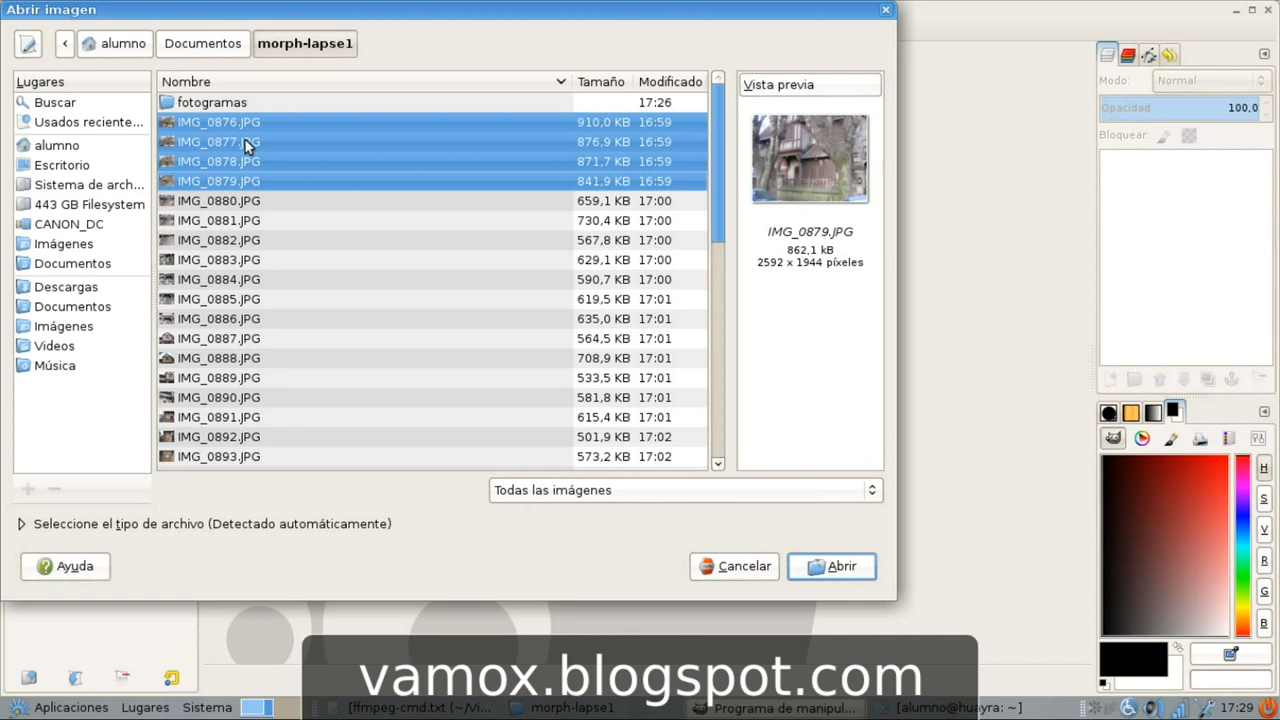 Abrir imagen
alumno
Documentos
morph-lapse1
Lugares
Buscar
Usados reciente...
alumno
Escritorio
Sistema de arch...
443 GB Filesystem
CANON_DC
Imágenes
Documentos
Descargas
Documentos
Imágenes
Videos
Música
Nombre Tamaño Modificado
fotogramas 17:26
IMG_0876.JPG 910,0 KB 16:59
IMG_0877.JPG 876,9 KB 16:59
IMG_0878.JPG 871,7 KB 16:59
IMG_0879.JPG 841,9 KB 16:59
IMG_0880.JPG 659,1 KB 17:00
IMG_0881.JPG 730,4 KB 17:00
IMG_0882.JPG 567,8 KB 17:00
IMG_0883.JPG 629,1 KB 17:00
IMG_0884.JPG 590,7 KB 17:00
IMG_0885.JPG 619,5 KB 17:01
IMG_0886.JPG 635,0 KB 17:01
IMG_0887.JPG 564,5 KB 17:01
IMG_0888.JPG 708,9 KB 17:01
IMG_0889.JPG 533,5 KB 17:01
IMG_0890.JPG 581,8 KB 17:01
IMG_0891.JPG 615,4 KB 17:01
IMG_0892.JPG 501,9 KB 17:02
IMG_0893.JPG 573,2 KB 17:02
Vista previa
IMG_0879.JPG
862,1 kB
2592 x 1944 píxeles
Todas las imágenes
Seleccione el tipo de archivo (Detectado automáticamente)
Ayuda
Cancelar
Abrir
Modo: Normal
Opacidad 100,0
Bloquear:
H
S
V
R
G
B
vamox.blogspot.com
Aplicaciones Lugares Sistema [ffmpeg-cmd.txt (~/Ví... morph-lapse1 Programa de manipul... [alumno@huayra: ~] 17:29